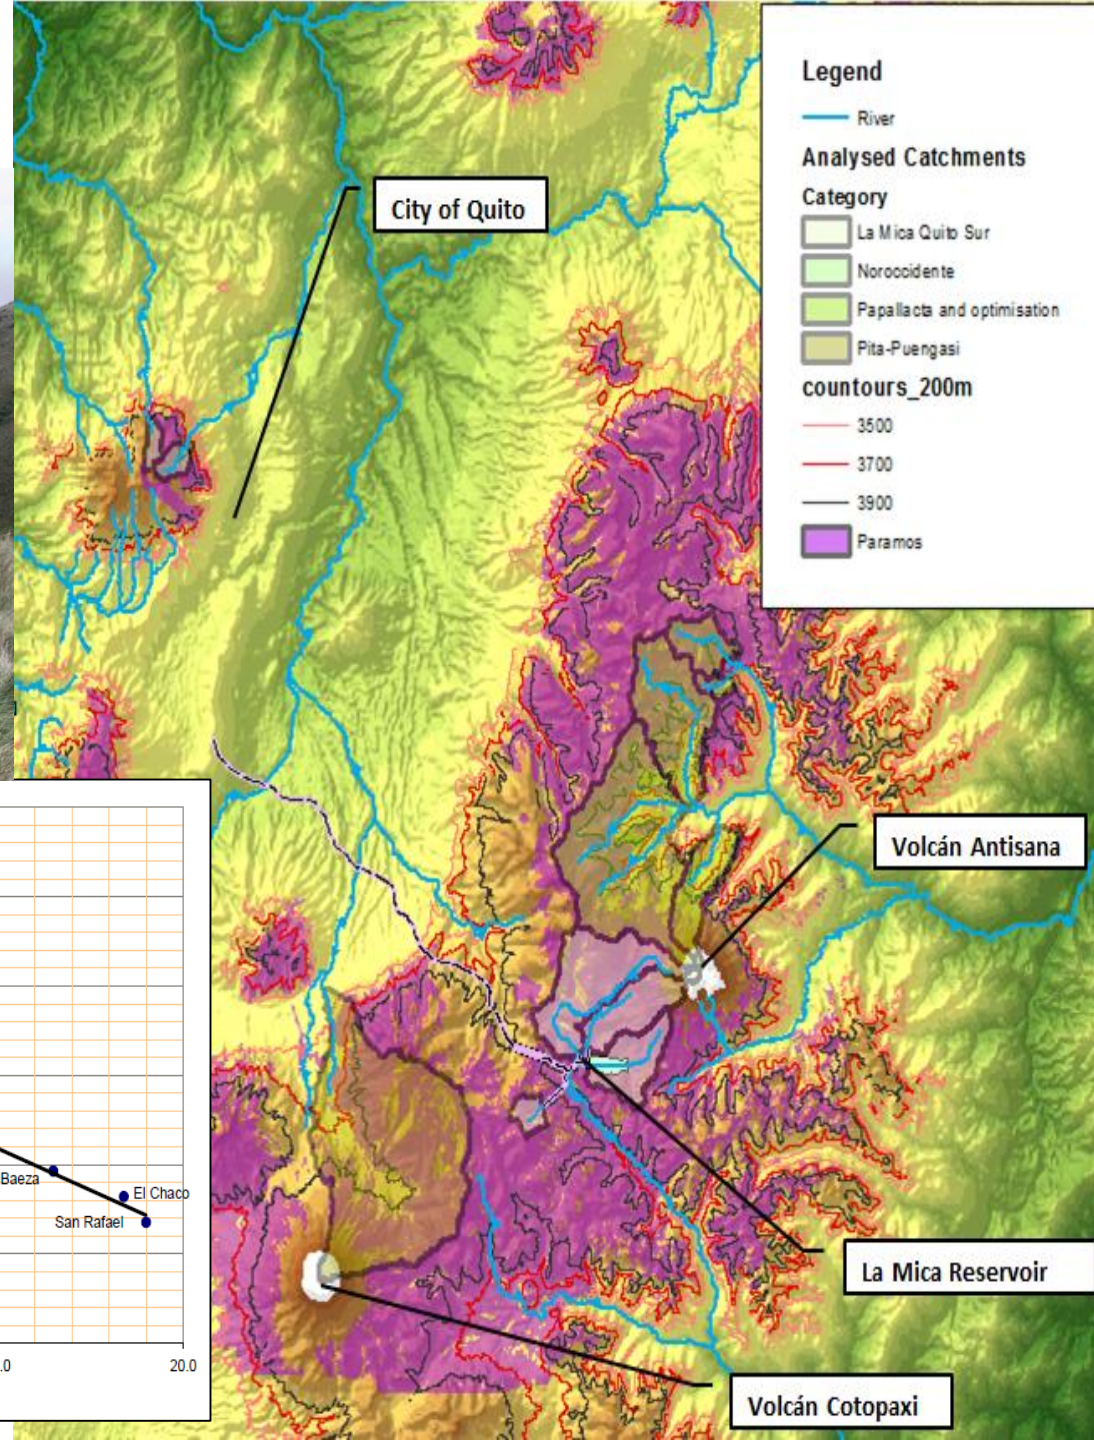 Legend
River
Analysed Catchments
Category
La Mica Quito Sur
Noroccidente
Papallacta and optimisation
Pita-Puengasi
countours_200m
3500
3700
3900
Paramos
City of Quito
Volcán Antisana
La Mica Reservoir
Volcán Cotopaxi
Baeza
El Chaco
San Rafael
.0
20.0